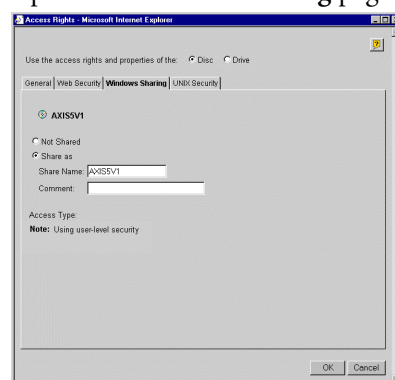 Access Rights - Microsoft Internet Explorer
Use the access rights and properties of the: Disc Drive
General Web Security Windows Sharing UNIX Security
AXIS5V1
Not Shared
Share as
Share Name: AXIS5V1
Comment:
Access Type:
Note: Using user-level security
OK Cancel